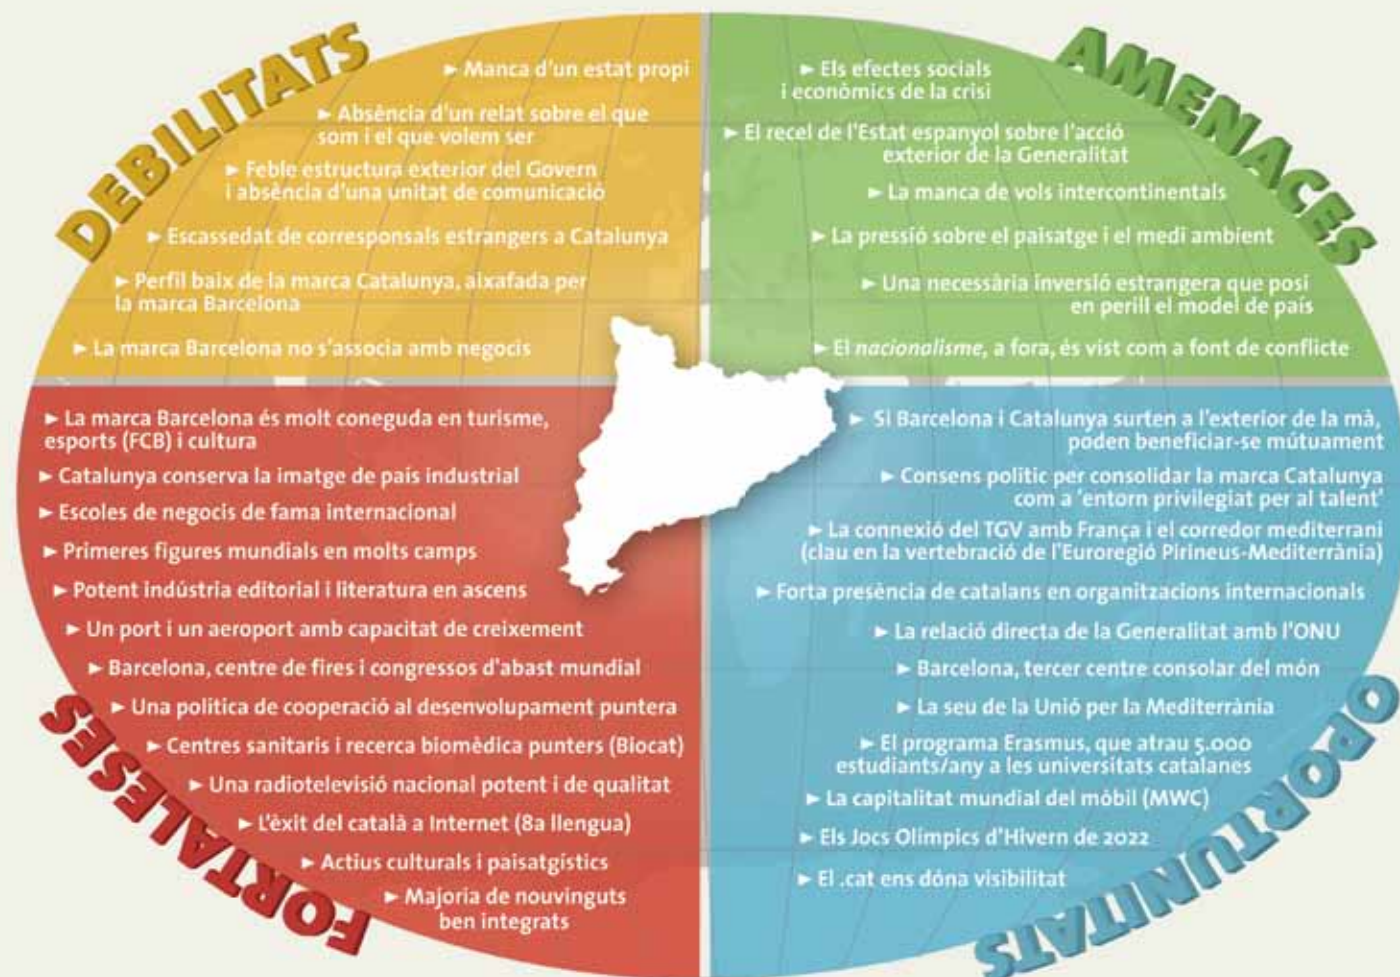 DEBILITATS
► Manca d'un estat propi
► Absència d'un relat sobre el que
som i el que volem ser
► Feble estructura exterior del Govern
i absència d'una unitat de comunicació
► Escassedat de corresponsals estrangers a Catalunya
► Perfil baix de la marca Catalunya, aixafada per
la marca Barcelona
► La marca Barcelona no s'associa amb negocis
AMENACES
► Els efectes socials
i econòmics de la crisi
► El recel de l'Estat espanyol sobre l'acció
exterior de la Generalitat
► La manca de vols intercontinentals
► La pressió sobre el paisatge i el medi ambient
► Una necessària inversió estrangera que posi
en perill el model de país
► El nacionalisme, a fora, és vist com a font de conflicte
► La marca Barcelona és molt coneguda en turisme,
esports (FCB) i cultura
► Catalunya conserva la imatge de país industrial
► Escoles de negocis de fama internacional
► Primeres figures mundials en molts camps
► Potent indústria editorial i literatura en ascens
► Un port i un aeroport amb capacitat de creixement
► Barcelona, centre de fires i congressos d'abast mundial
► Una política de cooperació al desenvolupament puntera
► Centres sanitaris i recerca biomèdica punters (Biocat)
► Una radiotelevisió nacional potent i de qualitat
► L'èxit del català a Internet (8a llengua)
► Actius culturals i paisatgístics
► Majoria de nouvinguts
ben integrats
FORTALESES
► Si Barcelona i Catalunya surten a l'exterior de la mà,
poden beneficiar-se mútuament
► Consens polític per consolidar la marca Catalunya
com a 'entorn privilegiat per al talent'
► La connexió del TGV amb França i el corredor mediterrani
(clau en la vertebració de l'Euroregió Pirineus-Mediterrània)
► Forta presència de catalans en organitzacions internacionals
► La relació directa de la Generalitat amb l'ONU
► Barcelona, tercer centre consolar del món
► La seu de la Unió per la Mediterrània
► El programa Erasmus, que atrau 5.000
estudiants/any a les universitats catalanes
► La capitalitat mundial del mòbil (MWC)
► Els Jocs Olímpics d'Hivern de 2022
► El .cat ens dóna visibilitat
OPORTUNITATS